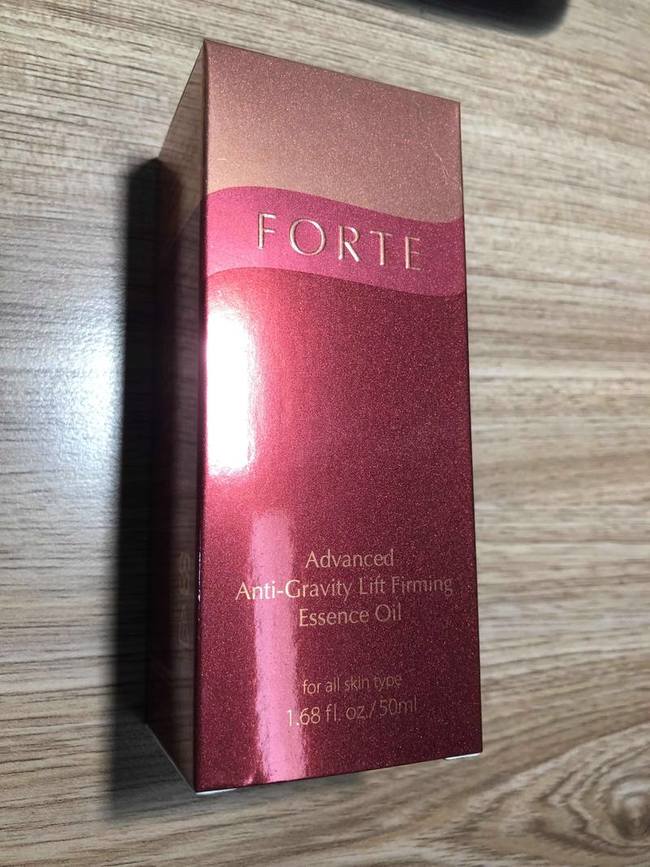 FORTE
Advanced
Anti-Gravity Lift Firming
Essence Oil
for all skin type
1.68 fl. oz./50ml